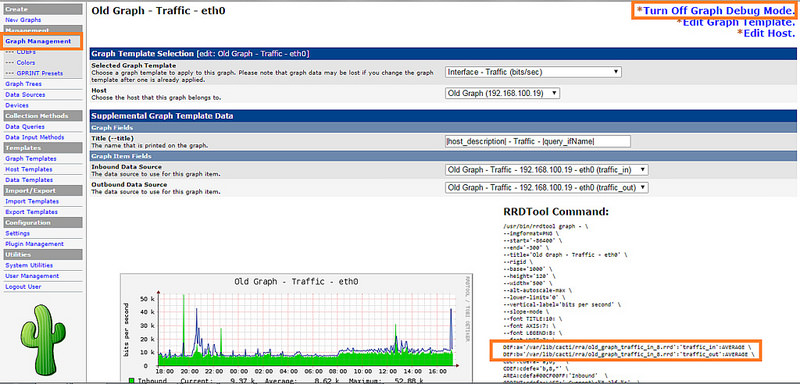 Create
New Graphs
Management
Graph Management
--- CDEFs
--- Colors
--- GPRINT Presets
Graph Trees
Data Sources
Devices
Collection Methods
Data Queries
Data Input Methods
Templates
Graph Templates
Host Templates
Data Templates
Import/Export
Import Templates
Export Templates
Configuration
Settings
Plugin Management
Utilities
System Utilities
User Management
Logout User
Old Graph - Traffic - eth0
*Turn Off Graph Debug Mode.
*Edit Graph Template.
*Edit Host.
Graph Template Selection [edit: Old Graph - Traffic - eth0]
Selected Graph Template
Choose a graph template to apply to this graph. Please note that graph data may be lost if you change the
graph template after one is already applied.
Interface - Traffic (bits/sec)
Host
Choose the host that this graph belongs to.
Old Graph (192.168.100.19)
Supplemental Graph Template Data
Graph Fields
Title (--title)
The name that is printed on the graph.
|host_description| - Traffic - |query_ifName|
Graph Item Fields
Inbound Data Source
The data source to use for this graph item.
Old Graph - Traffic - 192.168.100.19 - eth0 (traffic_in)
Outbound Data Source
The data source to use for this graph item.
Old Graph - Traffic - 192.168.100.19 - eth0 (traffic_out)
RRDTool Command:
/usr/bin/rrdtool graph - \
--imgformat=PNG \
--start='-86400' \
--end='-300' \
--title='Old Graph - Traffic - eth0' \
--rigid \
--base='1000' \
--height='120' \
--width='500' \
--alt-autoscale-max \
--lower-limit='0' \
--vertical-label='bits per second' \
--slope-mode \
--font TITLE:10: \
--font AXIS:7: \
--font LEGEND:8: \
DEF:a='/var/lib/cacti/rra/old_graph_traffic_in_8.rrd':'traffic_in':AVERAGE \
DEF:b='/var/lib/cacti/rra/old_graph_traffic_in_8.rrd':'traffic_out':AVERAGE \
Old Graph - Traffic - eth0
RRDTOOL / TOBI OETIKER
bits per second
50 k
40 k
30 k
20 k
10 k
0
18:00 20:00 22:00 00:00 02:00 04:00 06:00 08:00 10:00 12:00 14:00 16:00
Inbound Current: 9.37 k Average: 8.62 k Maximum: 52.88 k